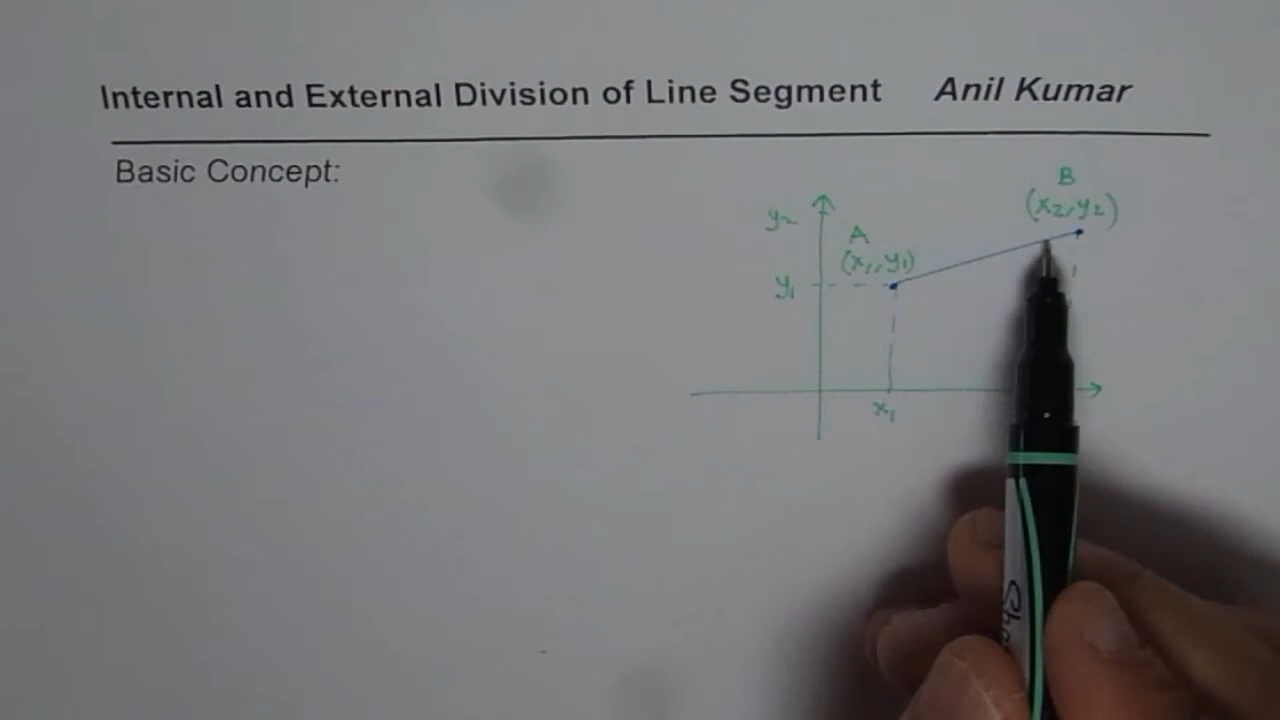 Internal and External Division of Line Segment Anil Kumar
Basic Concept:
B
(x2,y2)
y2
A
(x1,y1)
y1
x1